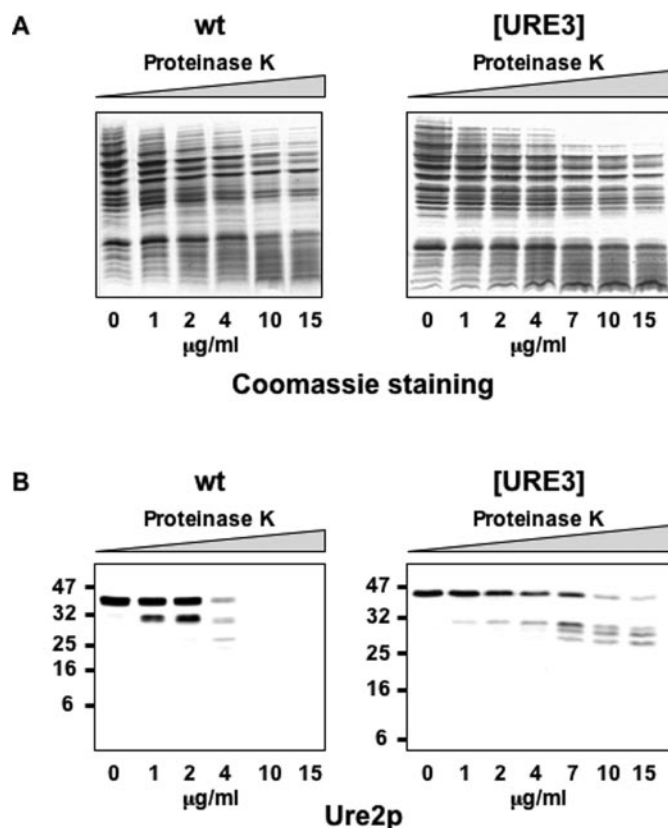 A wt [URE3]
Proteinase K Proteinase K
0 1 2 4 10 15 0 1 2 4 7 10 15
μg/ml μg/ml
Coomassie staining
B wt [URE3]
Proteinase K Proteinase K
47 47
32 32
25 25
16 16
6 6
0 1 2 4 10 15 0 1 2 4 7 10 15
μg/ml μg/ml
Ure2p